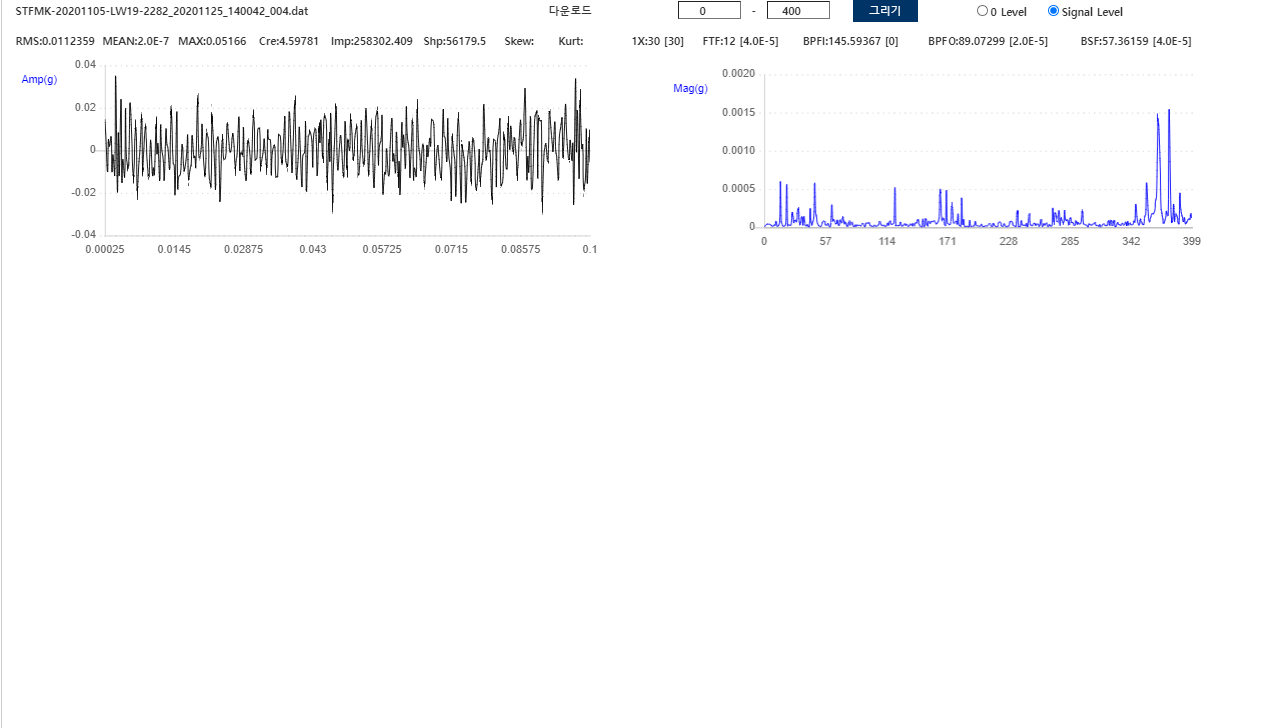 STFMK-20201105-LW19-2282_20201125_140042_004.dat 다운로드 0 - 400 그리기 0 Level Signal Level
RMS:0.0112359 MEAN:2.0E-7 MAX:0.05166 Cre:4.59781 Imp:258302.409 Shp:56179.5 Skew: Kurt: 1X:30 [30] FTF:12 [4.0E-5] BPFI:145.59367 [0] BPFO:89.07299 [2.0E-5] BSF:57.36159 [4.0E-5]
Amp(g)
0.04
0.02
0
-0.02
-0.04
0.00025 0.0145 0.02875 0.043 0.05725 0.0715 0.08575 0.1
Mag(g)
0.0020
0.0015
0.0010
0.0005
0
0 57 114 171 228 285 342 399